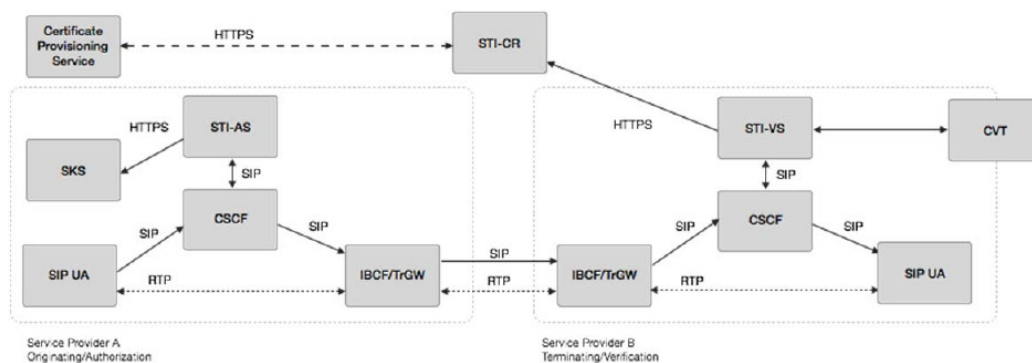 Certificate
Provisioning
Service
HTTPS
STI-CR
HTTPS
STI-AS
HTTPS
STI-VS
CVT
SKS
SIP
SIP
CSCF
CSCF
SIP
SIP
SIP
SIP
SIP UA
RTP
IBCF/TrGW
SIP
RTP
IBCF/TrGW
RTP
SIP UA
Service Provider A
Originating/Authorization
Service Provider B
Terminating/Verification